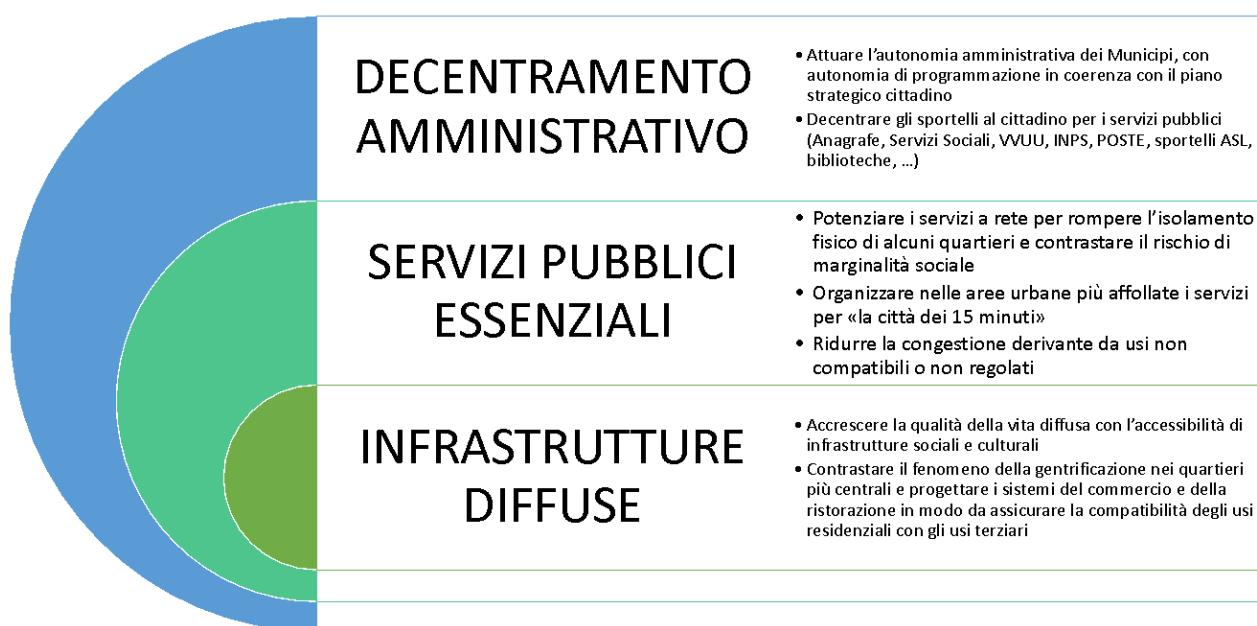 DECENTRAMENTO
AMMINISTRATIVO
• Attuare l'autonomia amministrativa dei Municipi, con
autonomia di programmazione in coerenza con il piano
strategico cittadino
• Decentrare gli sportelli al cittadino per i servizi pubblici
(Anagrafe, Servizi Sociali, VVUU, INPS, POSTE, sportelli ASL,
biblioteche, ...)
SERVIZI PUBBLICI
ESSENZIALI
• Potenziare i servizi a rete per rompere l'isolamento
fisico di alcuni quartieri e contrastare il rischio di
marginalità sociale
• Organizzare nelle aree urbane più affollate i servizi
per «la città dei 15 minuti»
• Ridurre la congestione derivante da usi non
compatibili o non regolati
INFRASTRUTTURE
DIFFUSE
• Accrescere la qualità della vita diffusa con l'accessibilità di
infrastrutture sociali e culturali
• Contrastare il fenomeno della gentrificazione nei quartieri
più centrali e progettare i sistemi del commercio e della
ristorazione in modo da assicurare la compatibilità degli usi
residenziali con gli usi terziari